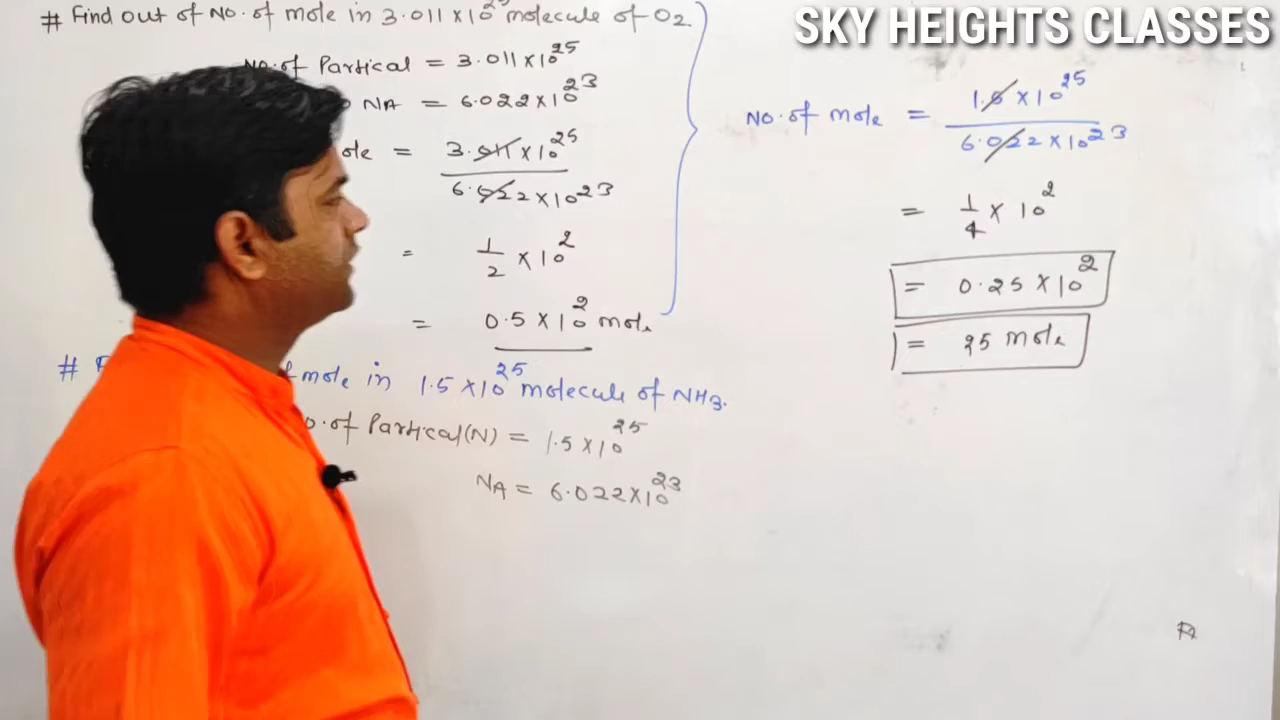 SKY HEIGHTS CLASSES
# Find out of No. of mole in 3.011 × 10 molecule of O2
No. of Partical = 3.011 × 10^25
NA = 6.022 × 10^23
ole = 3.011 × 10^25
6.022 × 10^23
= 1/2 × 10^2
= 0.5 × 10^2 mole
# F
f mole in 1.5 × 10^25 molecule of NH3.
o. of Partical (N) = 1.5 × 10^25
NA = 6.022 × 10^23
No. of mole = 1.5 × 10^25
6.022 × 10^23
= 1/4 × 10^2
= 0.25 × 10^2
= 25 mole